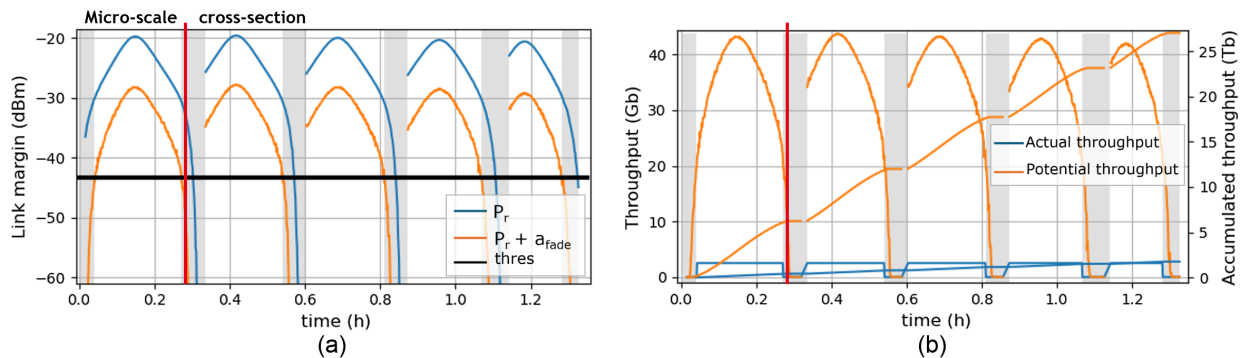 Micro-scale cross-section
Link margin (dBm)
−20
−30
−40
−50
−60
0.0 0.2 0.4 0.6 0.8 1.0 1.2
time (h)
Pr
Pr + afade
thres
(a)
Throughput (Gb)
40
30
20
10
0
0.0 0.2 0.4 0.6 0.8 1.0 1.2
time (h)
Actual throughput
Potential throughput
25
20
15
10
5
0
Accumulated throughput (Tb)
(b)